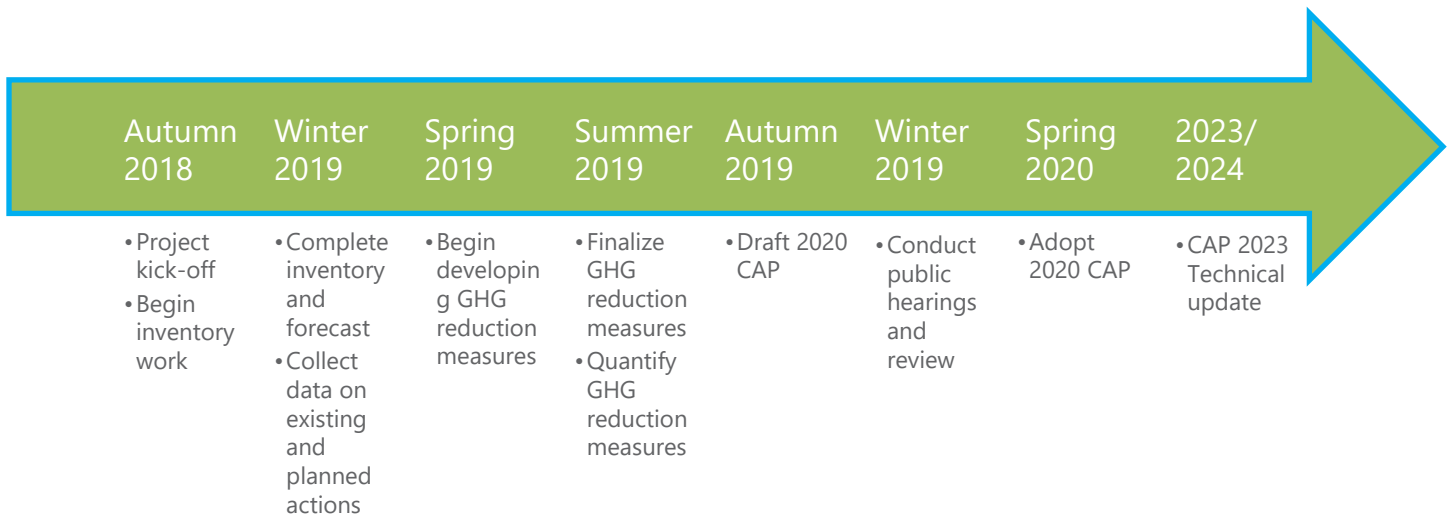 Autumn
2018
Winter
2019
Spring
2019
Summer
2019
Autumn
2019
Winter
2019
Spring
2020
2023/
2024
•Project
kick-off
•Begin
inventory
work
•Complete
inventory
and
forecast
•Collect
data on
existing
and
planned
actions
•Begin
developin
g GHG
reduction
measures
•Finalize
GHG
reduction
measures
•Quantify
GHG
reduction
measures
•Draft 2020
CAP
•Conduct
public
hearings
and
review
•Adopt
2020 CAP
•CAP 2023
Technical
update